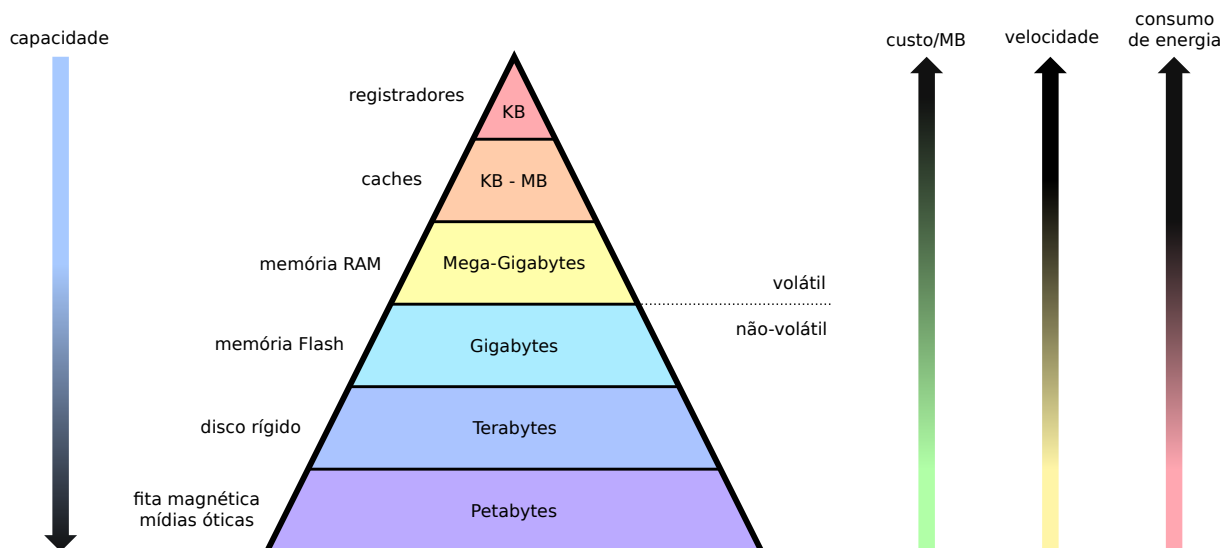 capacidade
custo/MB
velocidade
consumo
de energia
registradores
KB
caches
KB - MB
memória RAM
Mega-Gigabytes
volátil
não-volátil
memória Flash
Gigabytes
disco rígido
Terabytes
fita magnética
mídias óticas
Petabytes